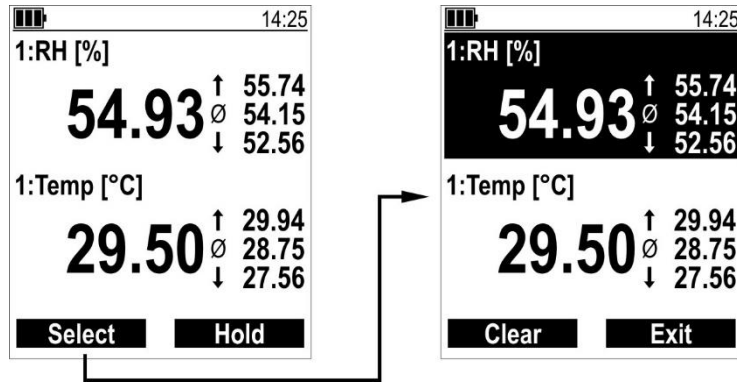 14:25
1:RH [%]
54.93
↑ 55.74
Ø 54.15
↓ 52.56
1:Temp [°C]
29.50
↑ 29.94
Ø 28.75
↓ 27.56
Select Hold
14:25
1:RH [%]
54.93
↑ 55.74
Ø 54.15
↓ 52.56
1:Temp [°C]
29.50
↑ 29.94
Ø 28.75
↓ 27.56
Clear Exit